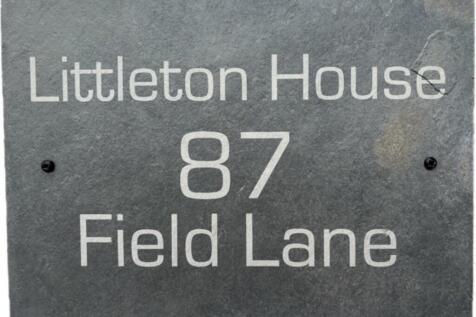 Littleton House
87
Field Lane